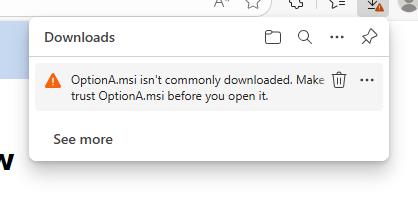 Downloads
OptionA.msi isn't commonly downloaded. Make
trust OptionA.msi before you open it.
See more
w